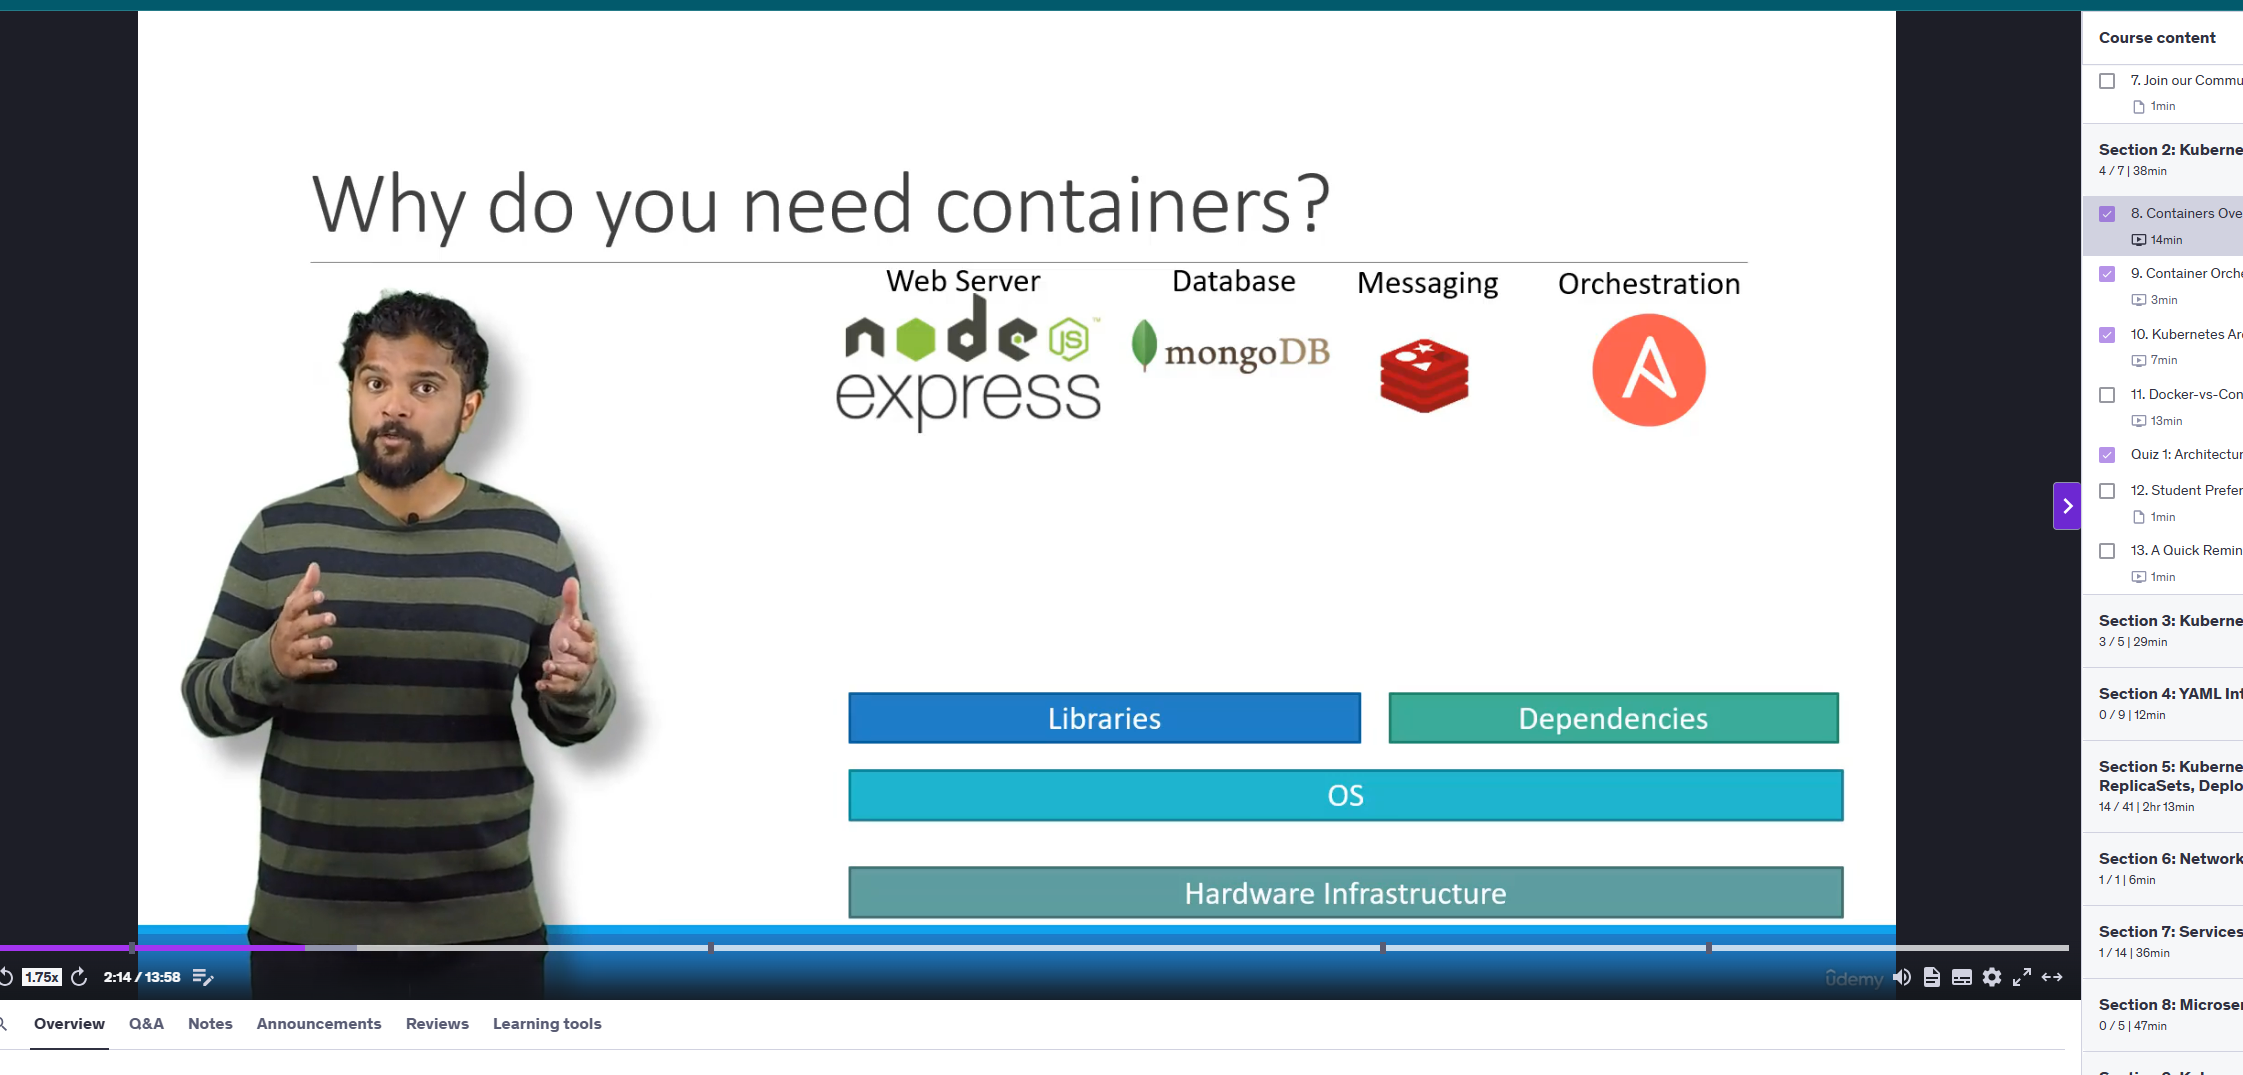 Why do you need containers?
Web Server
Database
Messaging
Orchestration
node
JS
™
express
mongoDB
Libraries
Dependencies
OS
Hardware Infrastructure
1.75x
2:14 / 13:58
ûdemy
Overview
Q&A
Notes
Announcements
Reviews
Learning tools
Course content
7. Join our Commu
1min
Section 2: Kuberne
4 / 7 | 38min
8. Containers Ove
14min
9. Container Orche
3min
10. Kubernetes Ar
7min
11. Docker-vs-Con
13min
Quiz 1: Architectur
12. Student Prefer
1min
13. A Quick Remin
1min
Section 3: Kuberne
3 / 5 | 29min
Section 4: YAML Int
0 / 9 | 12min
Section 5: Kuberne
ReplicaSets, Deplo
14 / 41 | 2hr 13min
Section 6: Network
1 / 1 | 6min
Section 7: Services
1 / 14 | 36min
Section 8: Microser
0 / 5 | 47min